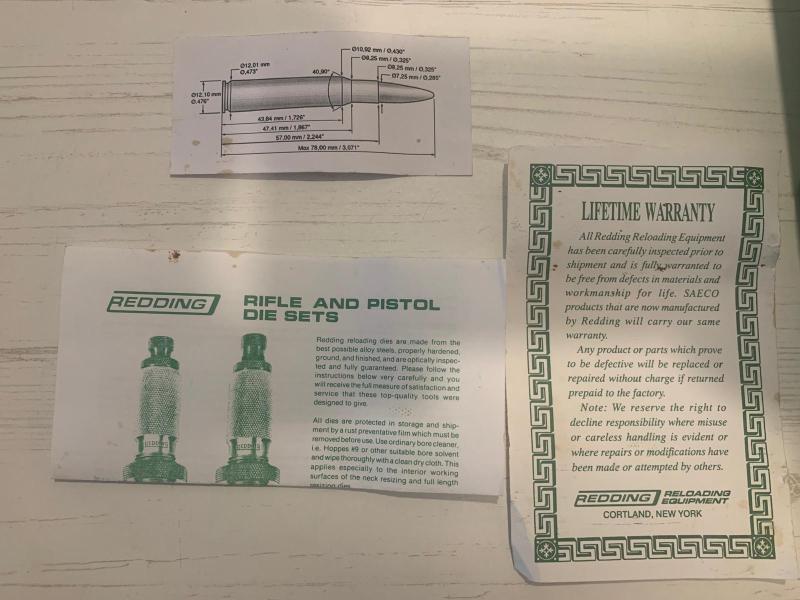 Ø10,92 mm / 0,430"
Ø8,25 mm / 0,325"
Ø12,01 mm
0,473"
40,90°
Ø8,25 mm / 0,325"
Ø7,25 mm / 0,285"
Ø12,10 mm
0.476"
43,84 mm / 1,726"
47,41 mm / 1,867"
57,00 mm / 2,244"
Max 78,00 mm / 3,071"
REDDING
RIFLE AND PISTOL
DIE SETS
Redding reloading dies are made from the
best possible alloy steels, properly hardened,
ground, and finished, and are optically inspec-
ted and fully guaranteed. Please follow the
instructions below very carefully and you
will receive the full measure of satisfaction and
service that these top-quality tools were
designed to give.
All dies are protected in storage and ship-
ment by a rust preventative film which must be
removed before use. Use ordinary bore cleaner,
i.e. Hoppes #9 or other suitable bore solvent
and wipe thoroughly with a clean dry cloth. This
applies especially to the interior working
surfaces of the neck resizing and full length
resizing dies.
REDDING
REDDING
LIFETIME WARRANTY
All Redding Reloading Equipment
has been carefully inspected prior to
shipment and is fully warranted to
be free from defects in materials and
workmanship for life. SAECO
products that are now manufactured
by Redding will carry our same
warranty.
Any product or parts which prove
to be defective will be replaced or
repaired without charge if returned
prepaid to the factory.
Note: We reserve the right to
decline responsibility where misuse
or careless handling is evident or
where repairs or modifications have
been made or attempted by others.
REDDING RELOADING
EQUIPMENT
CORTLAND, NEW YORK